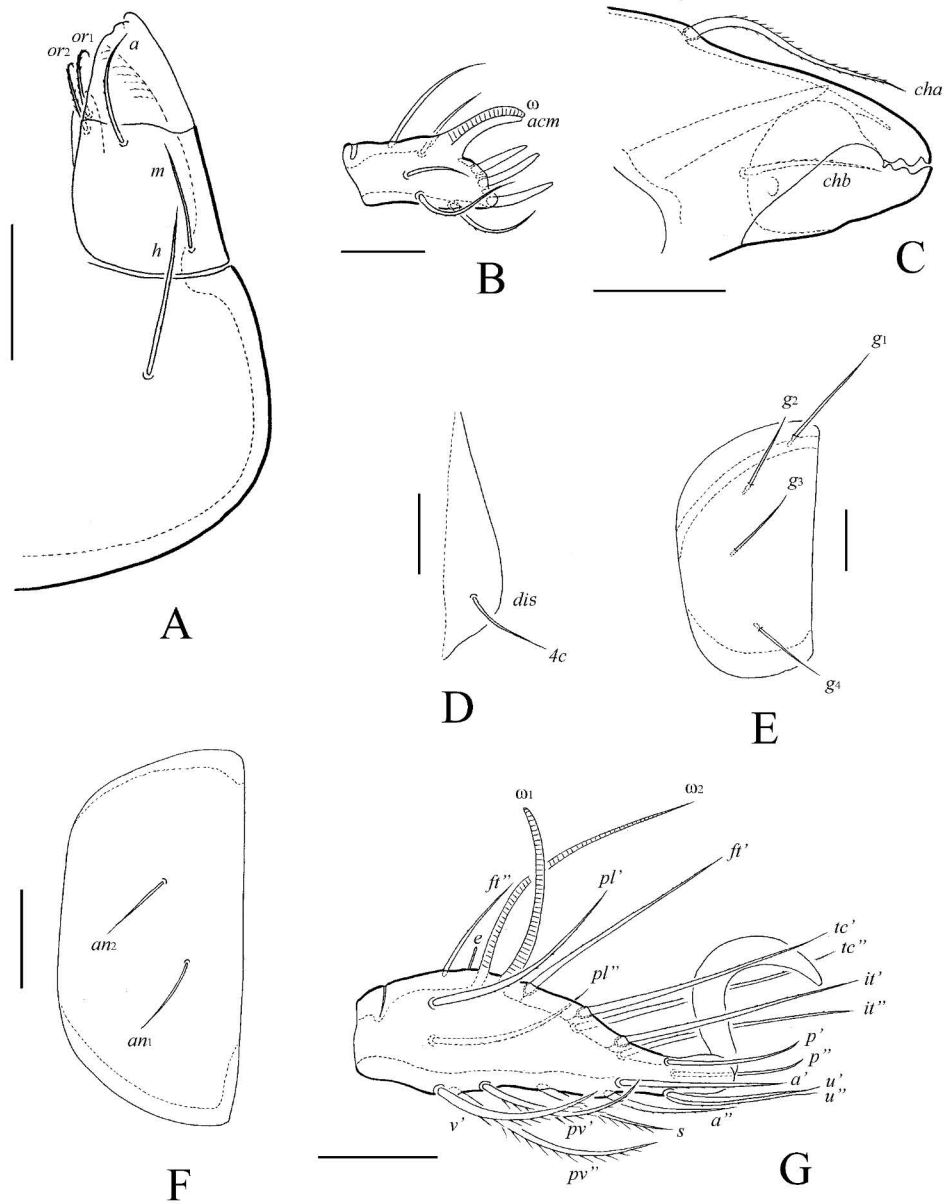 or1
a
or2
m
h
A
ω
acm
B
cha
chb
C
dis
4c
D
g1
g2
g3
g4
E
an2
an1
F
ω1
ω2
ft'
ft"
pl'
e
tc'
tc"
pl"
it'
it"
p'
p"
a'
u'
u"
a"
v'
pv'
s
pv"
G